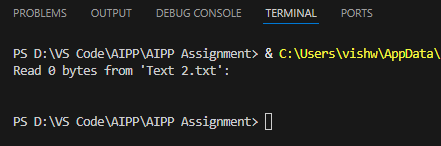 PROBLEMS OUTPUT DEBUG CONSOLE TERMINAL PORTS
PS D:\VS Code\AIPP\AIPP Assignment> & C:\Users\vishw\AppData\
Read 0 bytes from 'Text 2.txt':
PS D:\VS Code\AIPP\AIPP Assignment>